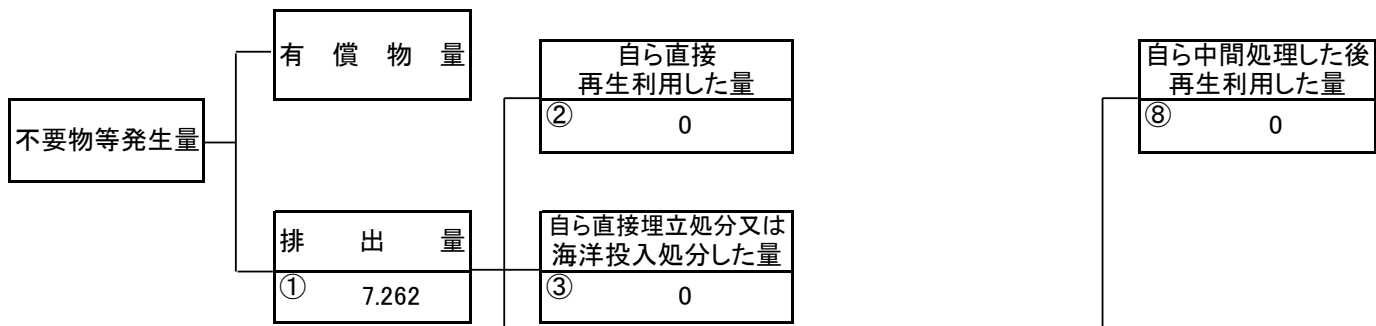 有償物量
自ら直接
再生利用した量
② 0
自ら中間処理した後
再生利用した量
⑧ 0
不要物等発生量
排出量
① 7.262
自ら直接埋立処分又は
海洋投入処分した量
③ 0